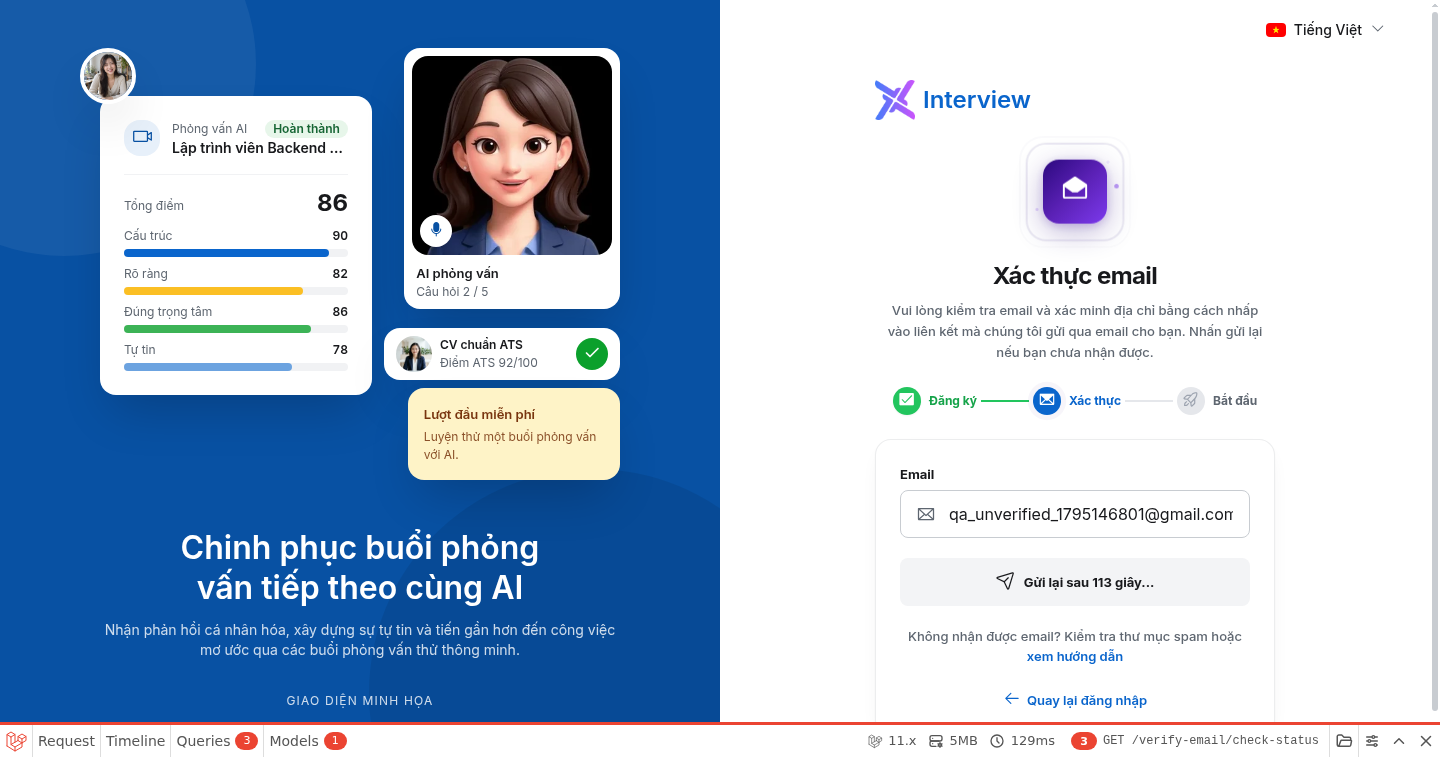 Phỏng vấn AI
Hoàn thành
Lập trình viên Backend ...
Tổng điểm
86
Cấu trúc
90
Rõ ràng
82
Đúng trọng tâm
86
Tự tin
78
AI phỏng vấn
Câu hỏi 2 / 5
CV chuẩn ATS
Điểm ATS 92/100
Lượt đầu miễn phí
Luyện thử một buổi phỏng vấn
với AI.
Chinh phục buổi phỏng
vấn tiếp theo cùng AI
Nhận phản hồi cá nhân hóa, xây dựng sự tự tin và tiến gần hơn đến công việc
mơ ước qua các buổi phỏng vấn thử thông minh.
GIAO DIỆN MINH HỌA
Tiếng Việt
Interview
Xác thực email
Vui lòng kiểm tra email và xác minh địa chỉ bằng cách nhấp
vào liên kết mà chúng tôi gửi qua email cho bạn. Nhấn gửi lại
nếu bạn chưa nhận được.
Đăng ký
Xác thực
Bắt đầu
Email
qa_unverified_1795146801@gmail.com
Gửi lại sau 113 giây...
Không nhận được email? Kiểm tra thư mục spam hoặc
xem hướng dẫn
Quay lại đăng nhập
Request
Timeline
Queries 3
Models 1
11.x
5MB
129ms
3 GET /verify-email/check-status